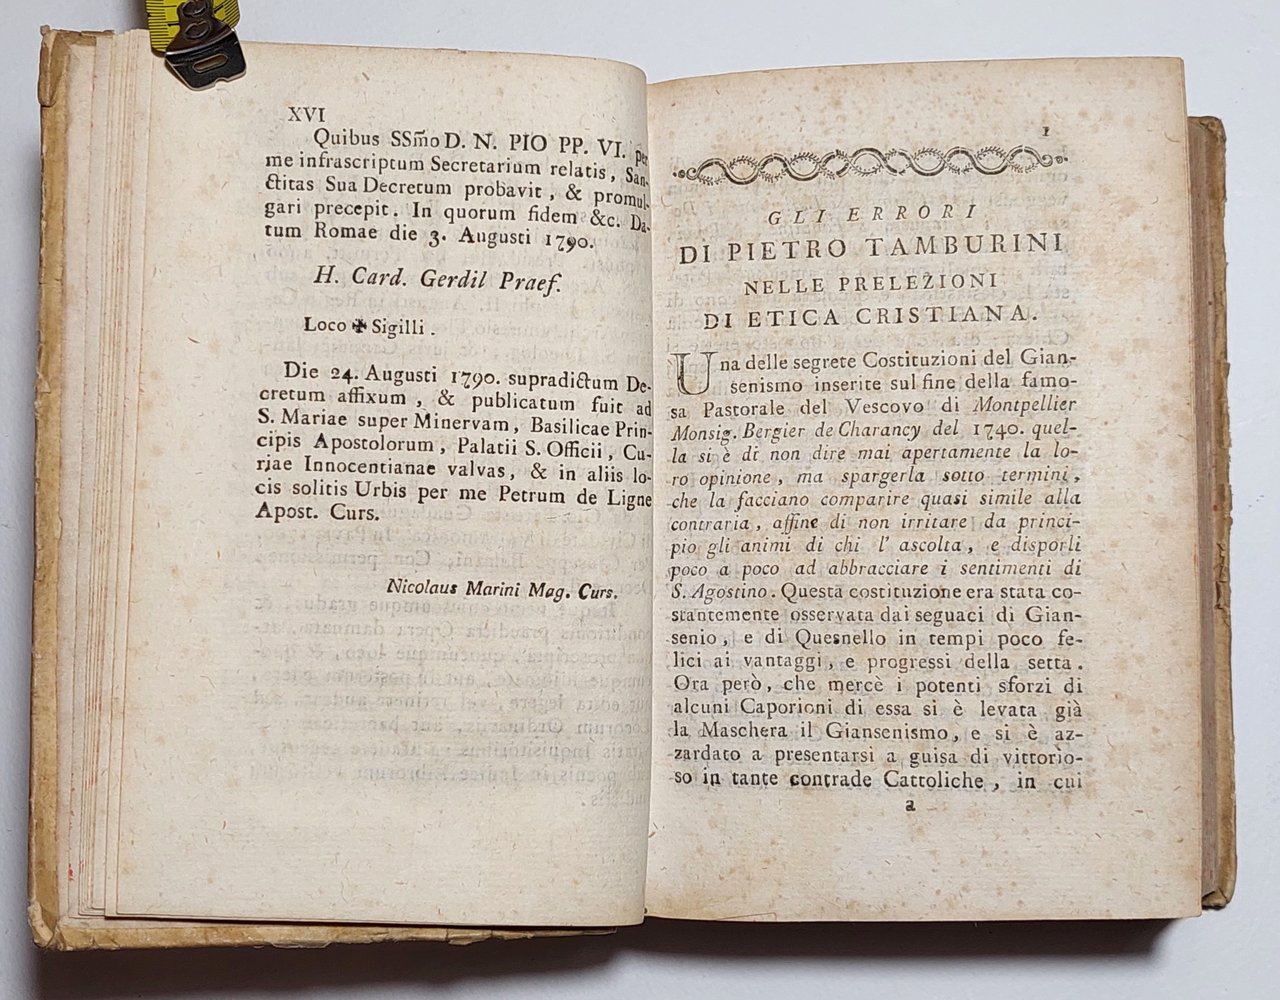 XVI
Quibus SSm̃o D. N. PIO PP. VI. per
me infrascriptum Secretarium relatis, San-
ctitas Sua Decretum probavit, & promul-
gari precepit. In quorum fidem &c. Da-
tum Romae die 3. Augusti 1790.
H. Card. Gerdil Praef.
Loco ✠ Sigilli.
Die 24. Augusti 1790. supradictum De-
cretum affixum, & publicatum fuit ad
S. Mariae super Minervam, Basilicae Prin-
cipis Apostolorum, Palatii S. Officii, Cu-
riae Innocentianae valvas, & in aliis lo-
cis solitis Urbis per me Petrum de Ligne
Apost. Curs.
Nicolaus Marini Mag. Curs.
1
GLI ERRORI
DI PIETRO TAMBURINI
NELLE PRELEZIONI
DI ETICA CRISTIANA.
Una delle segrete Costituzioni del Gian-
senismo inserite sul fine della famo-
sa Pastorale del Vescovo di Montpellier
Monsig. Bergier de Charancy del 1740. quel-
la si è di non dire mai apertamente la lo-
ro opinione, ma spargerla sotto termini,
che la facciano comparire quasi simile alla
contraria, affine di non irritare da princi-
pio gli animi di chi l' ascolta, e disporli
poco a poco ad abbracciare i sentimenti di
S. Agostino. Questa costituzione era stata co-
stantemente osservata dai seguaci di Gian-
senio, e di Quesnello in tempi poco fe-
lici ai vantaggi, e progressi della setta.
Ora però, che mercè i potenti sforzi di
alcuni Caporioni di essa si è levata già
la Maschera il Giansenismo, e si è az-
zardato a presentarsi a guisa di vittorio-
so in tante contrade Cattoliche, in cui
a